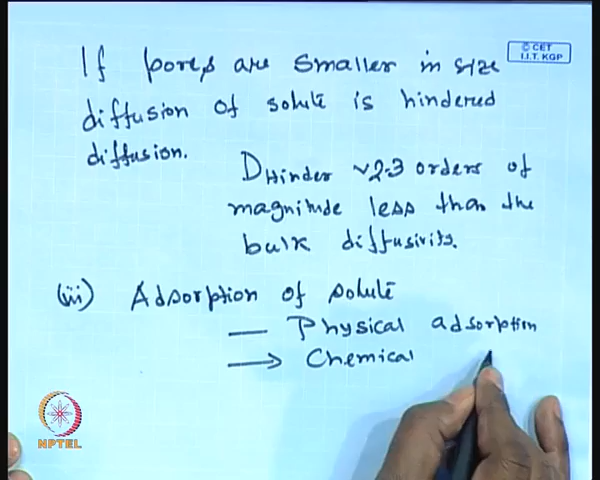 If pores are smaller in size
diffusion of solute is hindered
diffusion.
DHinder ~2-3 orders of
magnitude less than the
bulk diffusivity.
(iii) Adsorption of solute
— Physical adsorption
→ Chemical
© CET
I.I.T. KGP
NPTEL